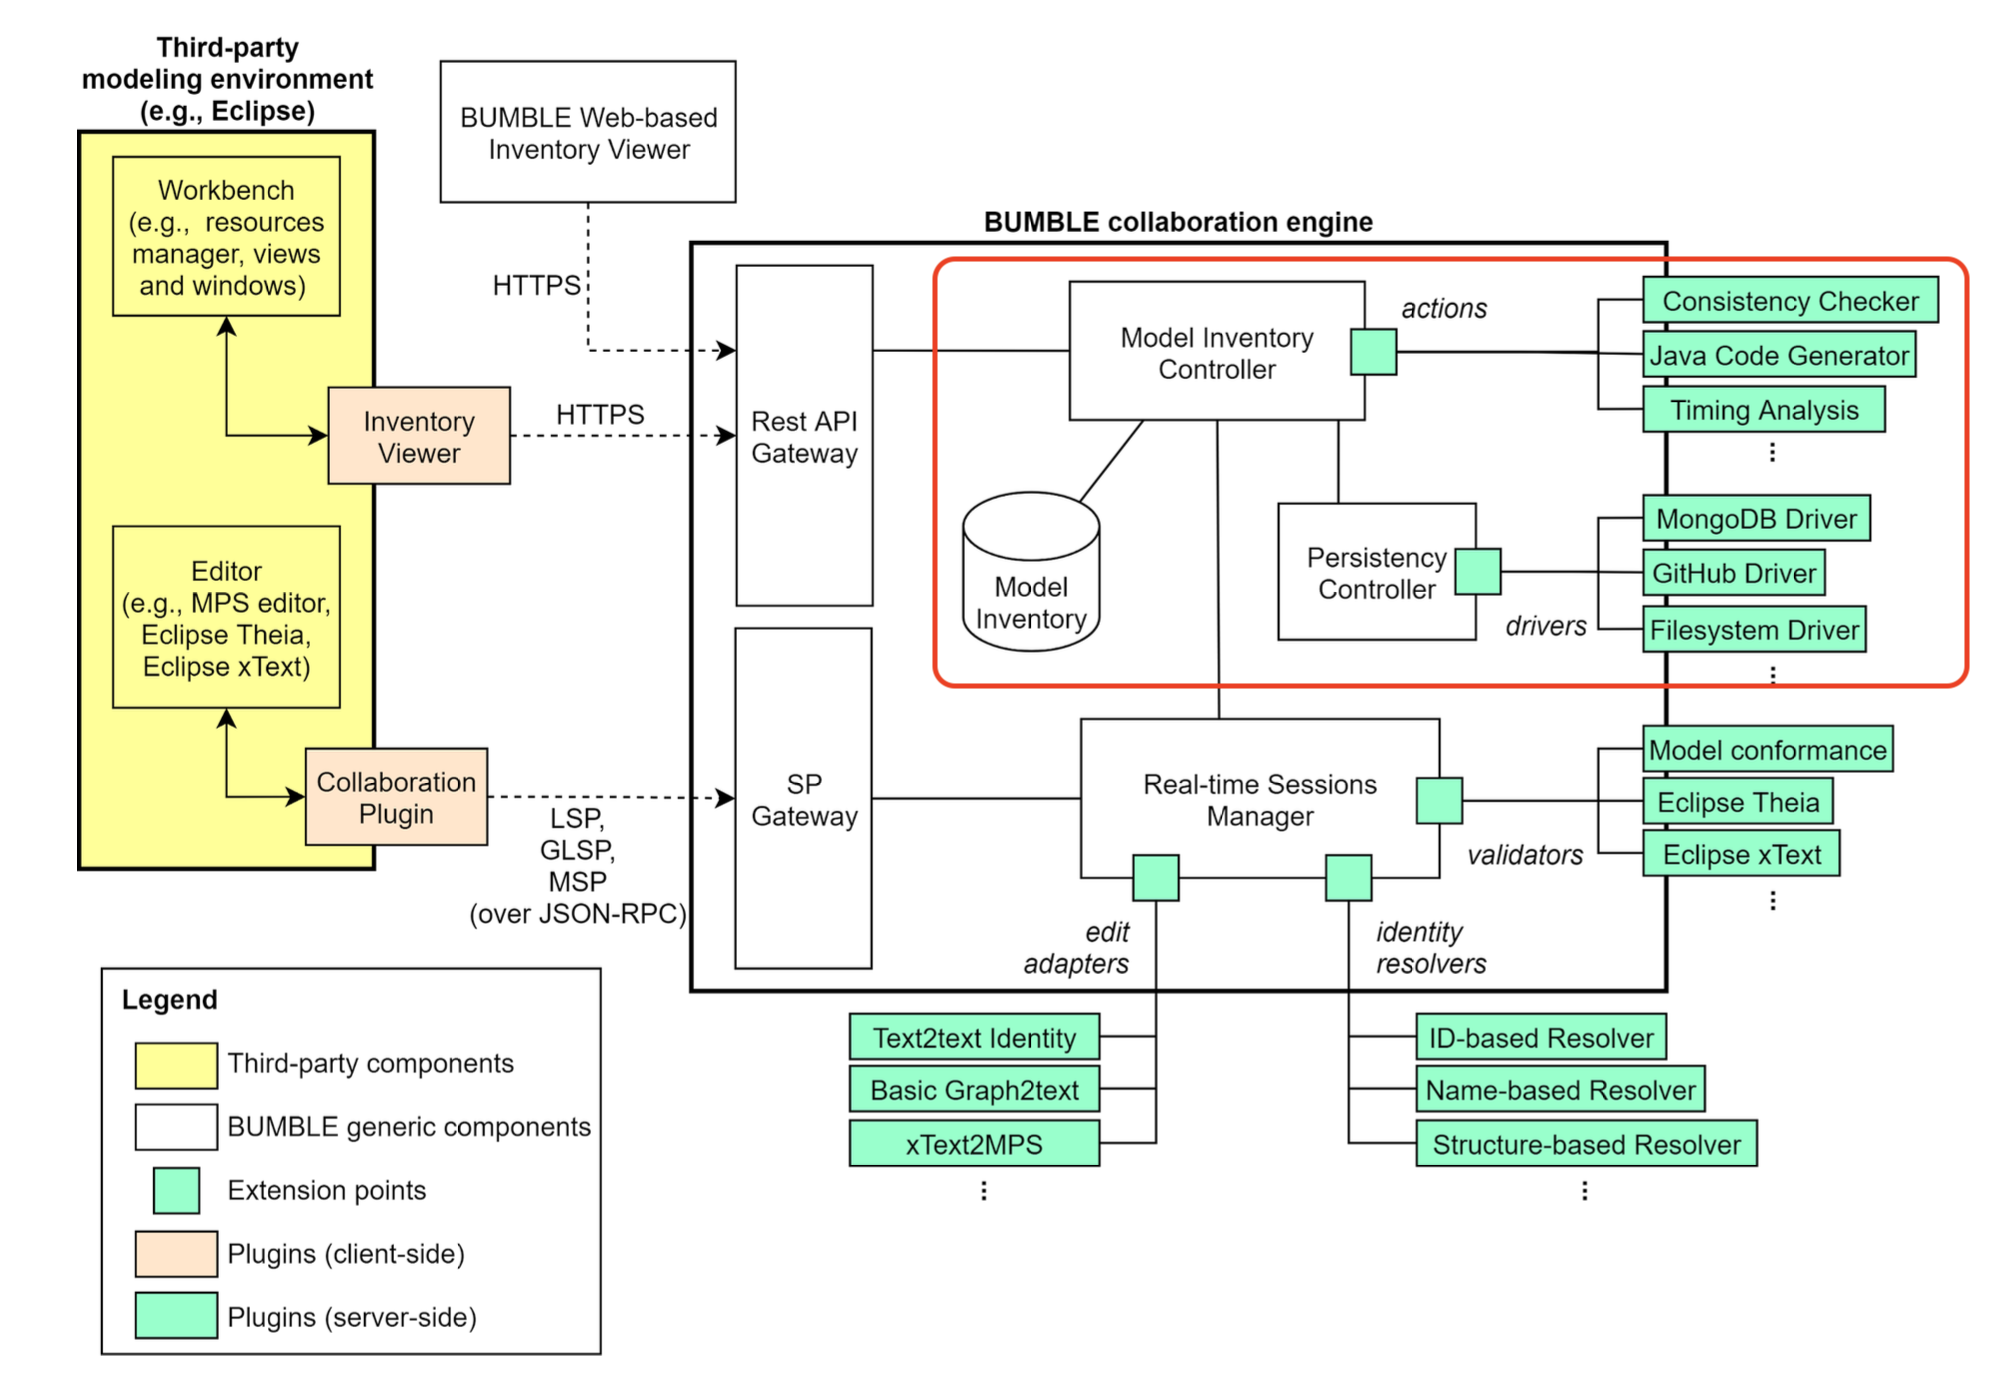 Third-party
modeling environment
(e.g., Eclipse)
Workbench
(e.g., resources
manager, views
and windows)
Inventory
Viewer
Editor
(e.g., MPS editor,
Eclipse Theia,
Eclipse xText)
Collaboration
Plugin
BUMBLE Web-based
Inventory Viewer
HTTPS
HTTPS
LSP,
GLSP,
MSP
(over JSON-RPC)
BUMBLE collaboration engine
Rest API
Gateway
SP
Gateway
Model Inventory
Controller
actions
Consistency Checker
Java Code Generator
Timing Analysis
...
Model
Inventory
Persistency
Controller
drivers
MongoDB Driver
GitHub Driver
Filesystem Driver
...
Real-time Sessions
Manager
validators
Model conformance
Eclipse Theia
Eclipse xText
...
edit
adapters
identity
resolvers
Text2text Identity
Basic Graph2text
xText2MPS
...
ID-based Resolver
Name-based Resolver
Structure-based Resolver
...
Legend
Third-party components
BUMBLE generic components
Extension points
Plugins (client-side)
Plugins (server-side)